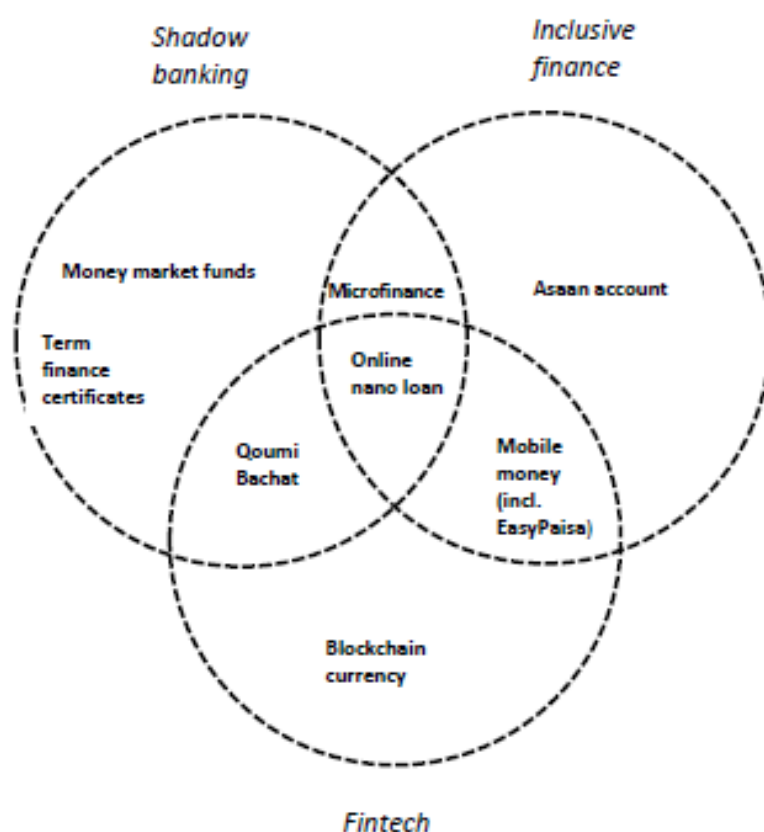 Shadow
banking
Inclusive
finance
Money market funds
Microfinance
Asaan account
Term
finance
certificates
Online
nano loan
Qoumi
Bachat
Mobile
money
(incl.
EasyPaisa)
Blockchain
currency
Fintech